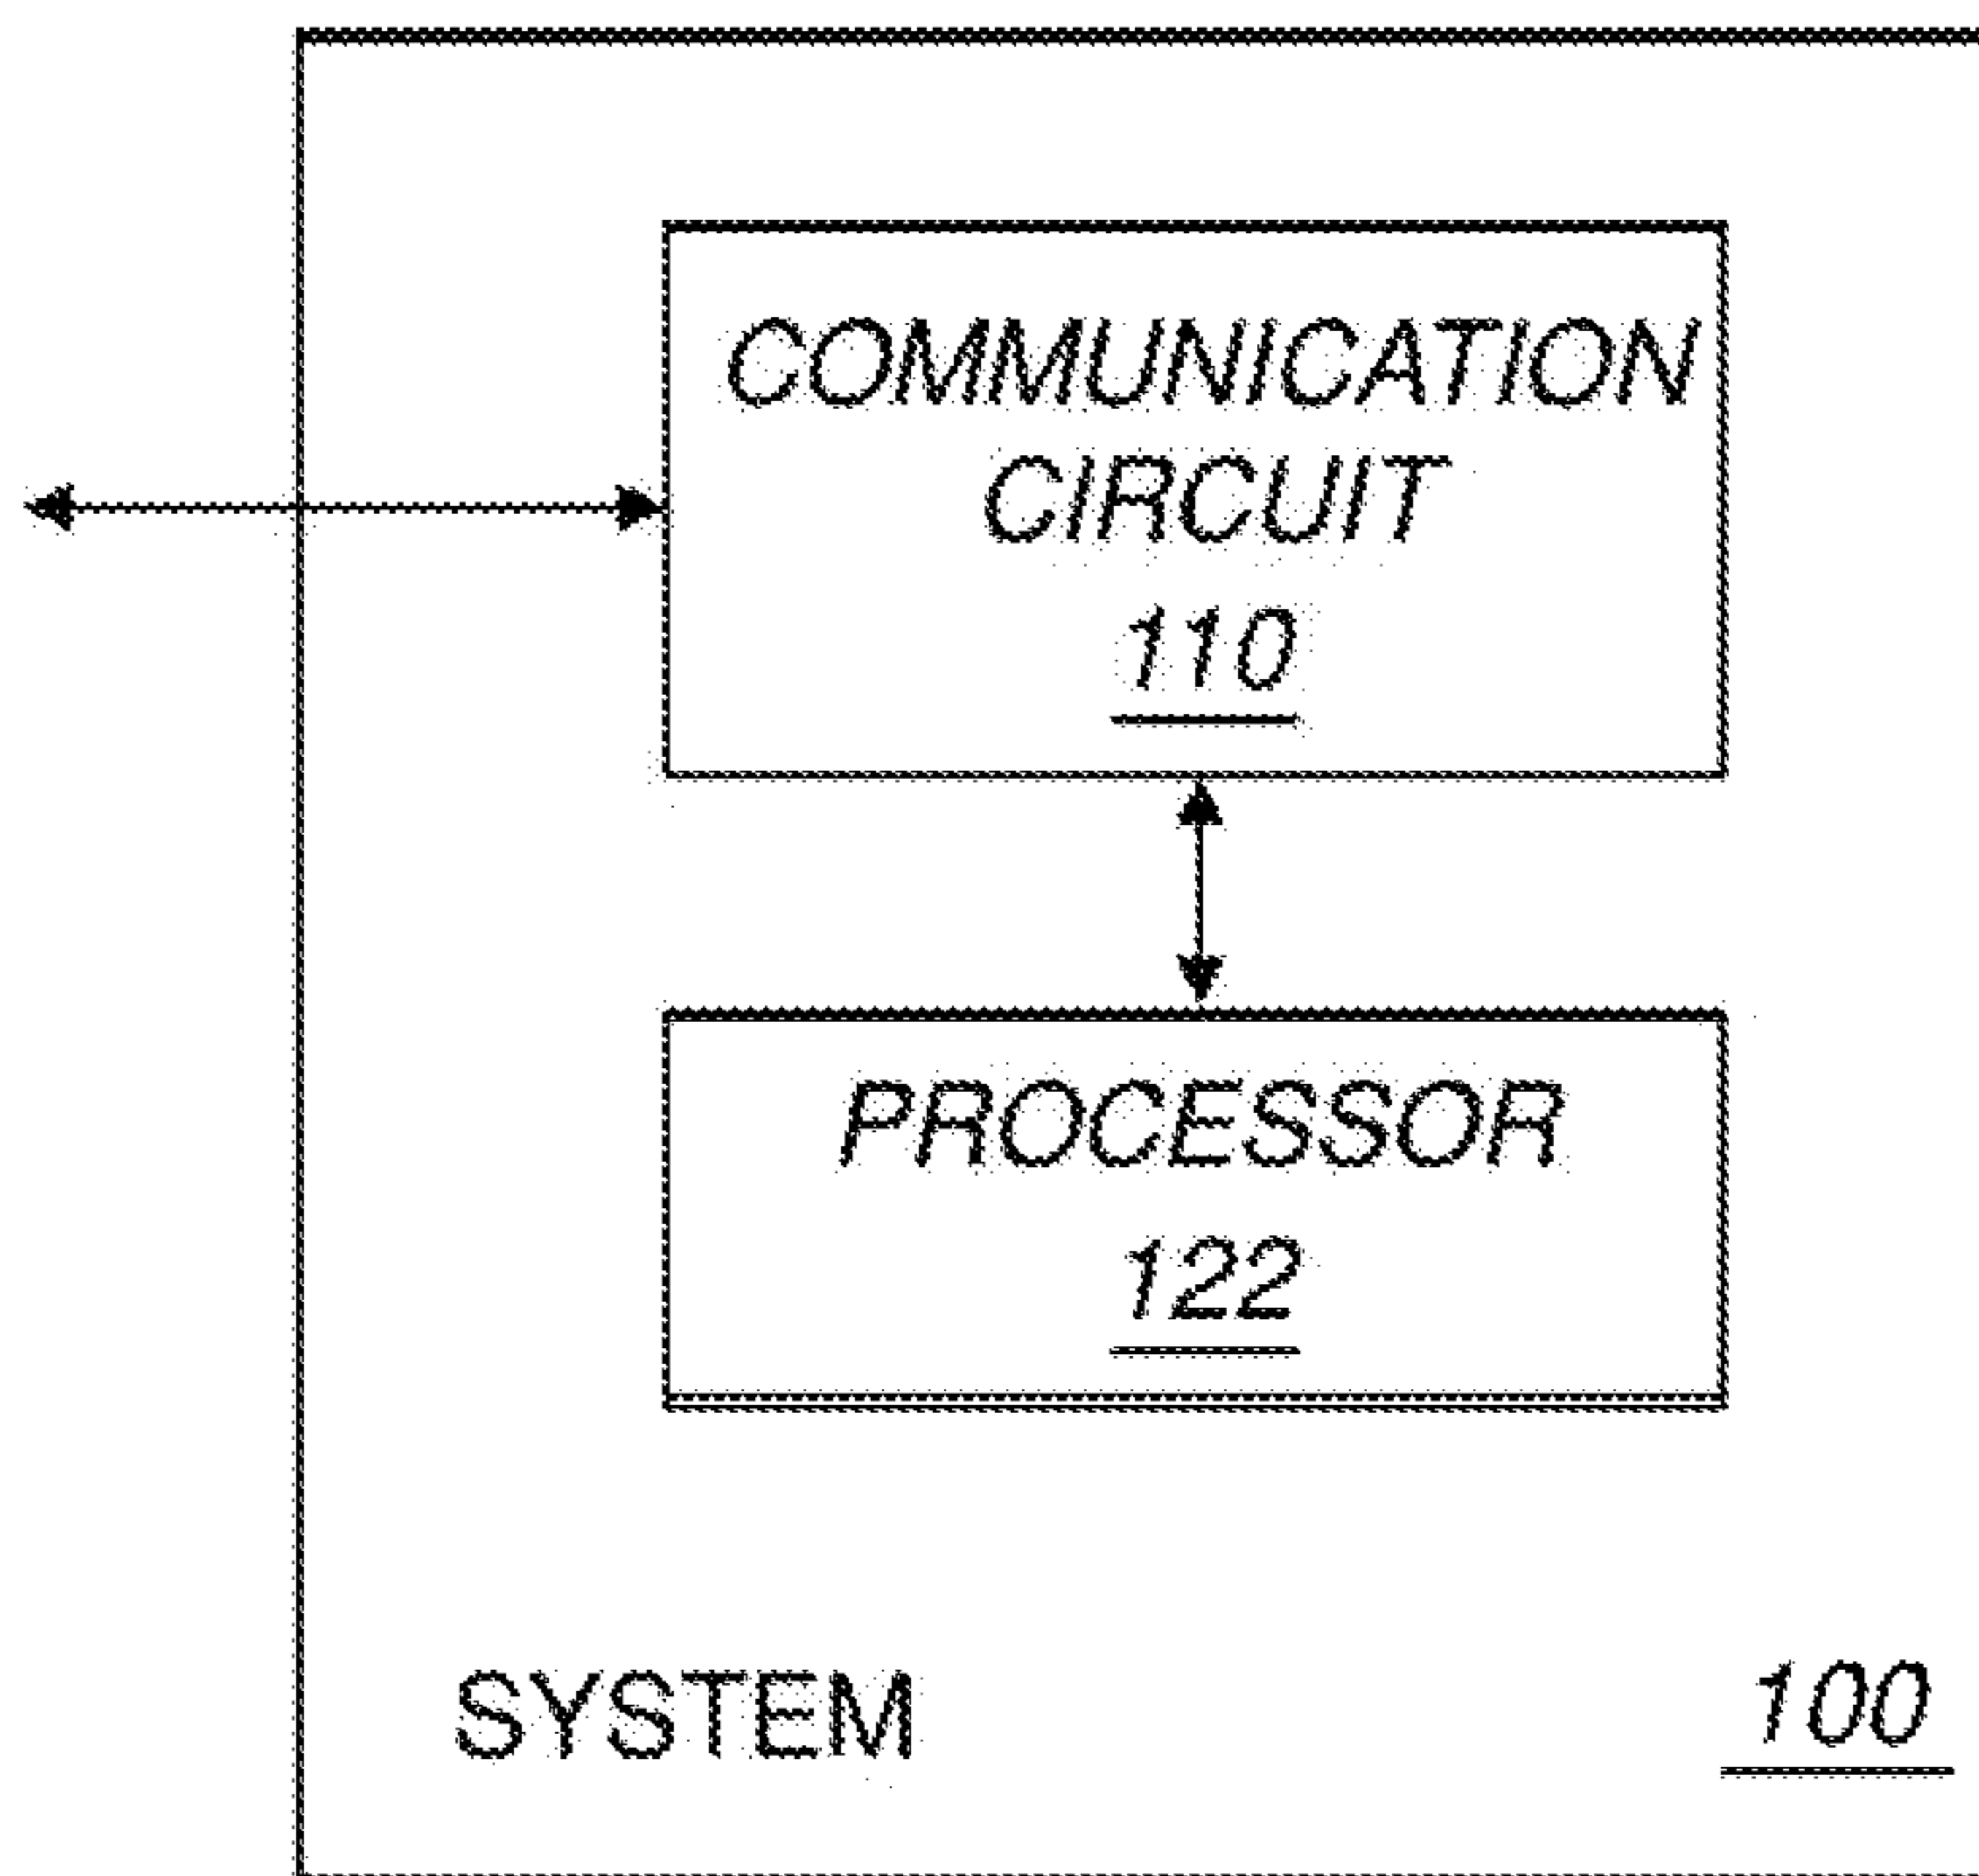 COMMUNICATION
CIRCUIT
110
PROCESSOR
122
SYSTEM 100